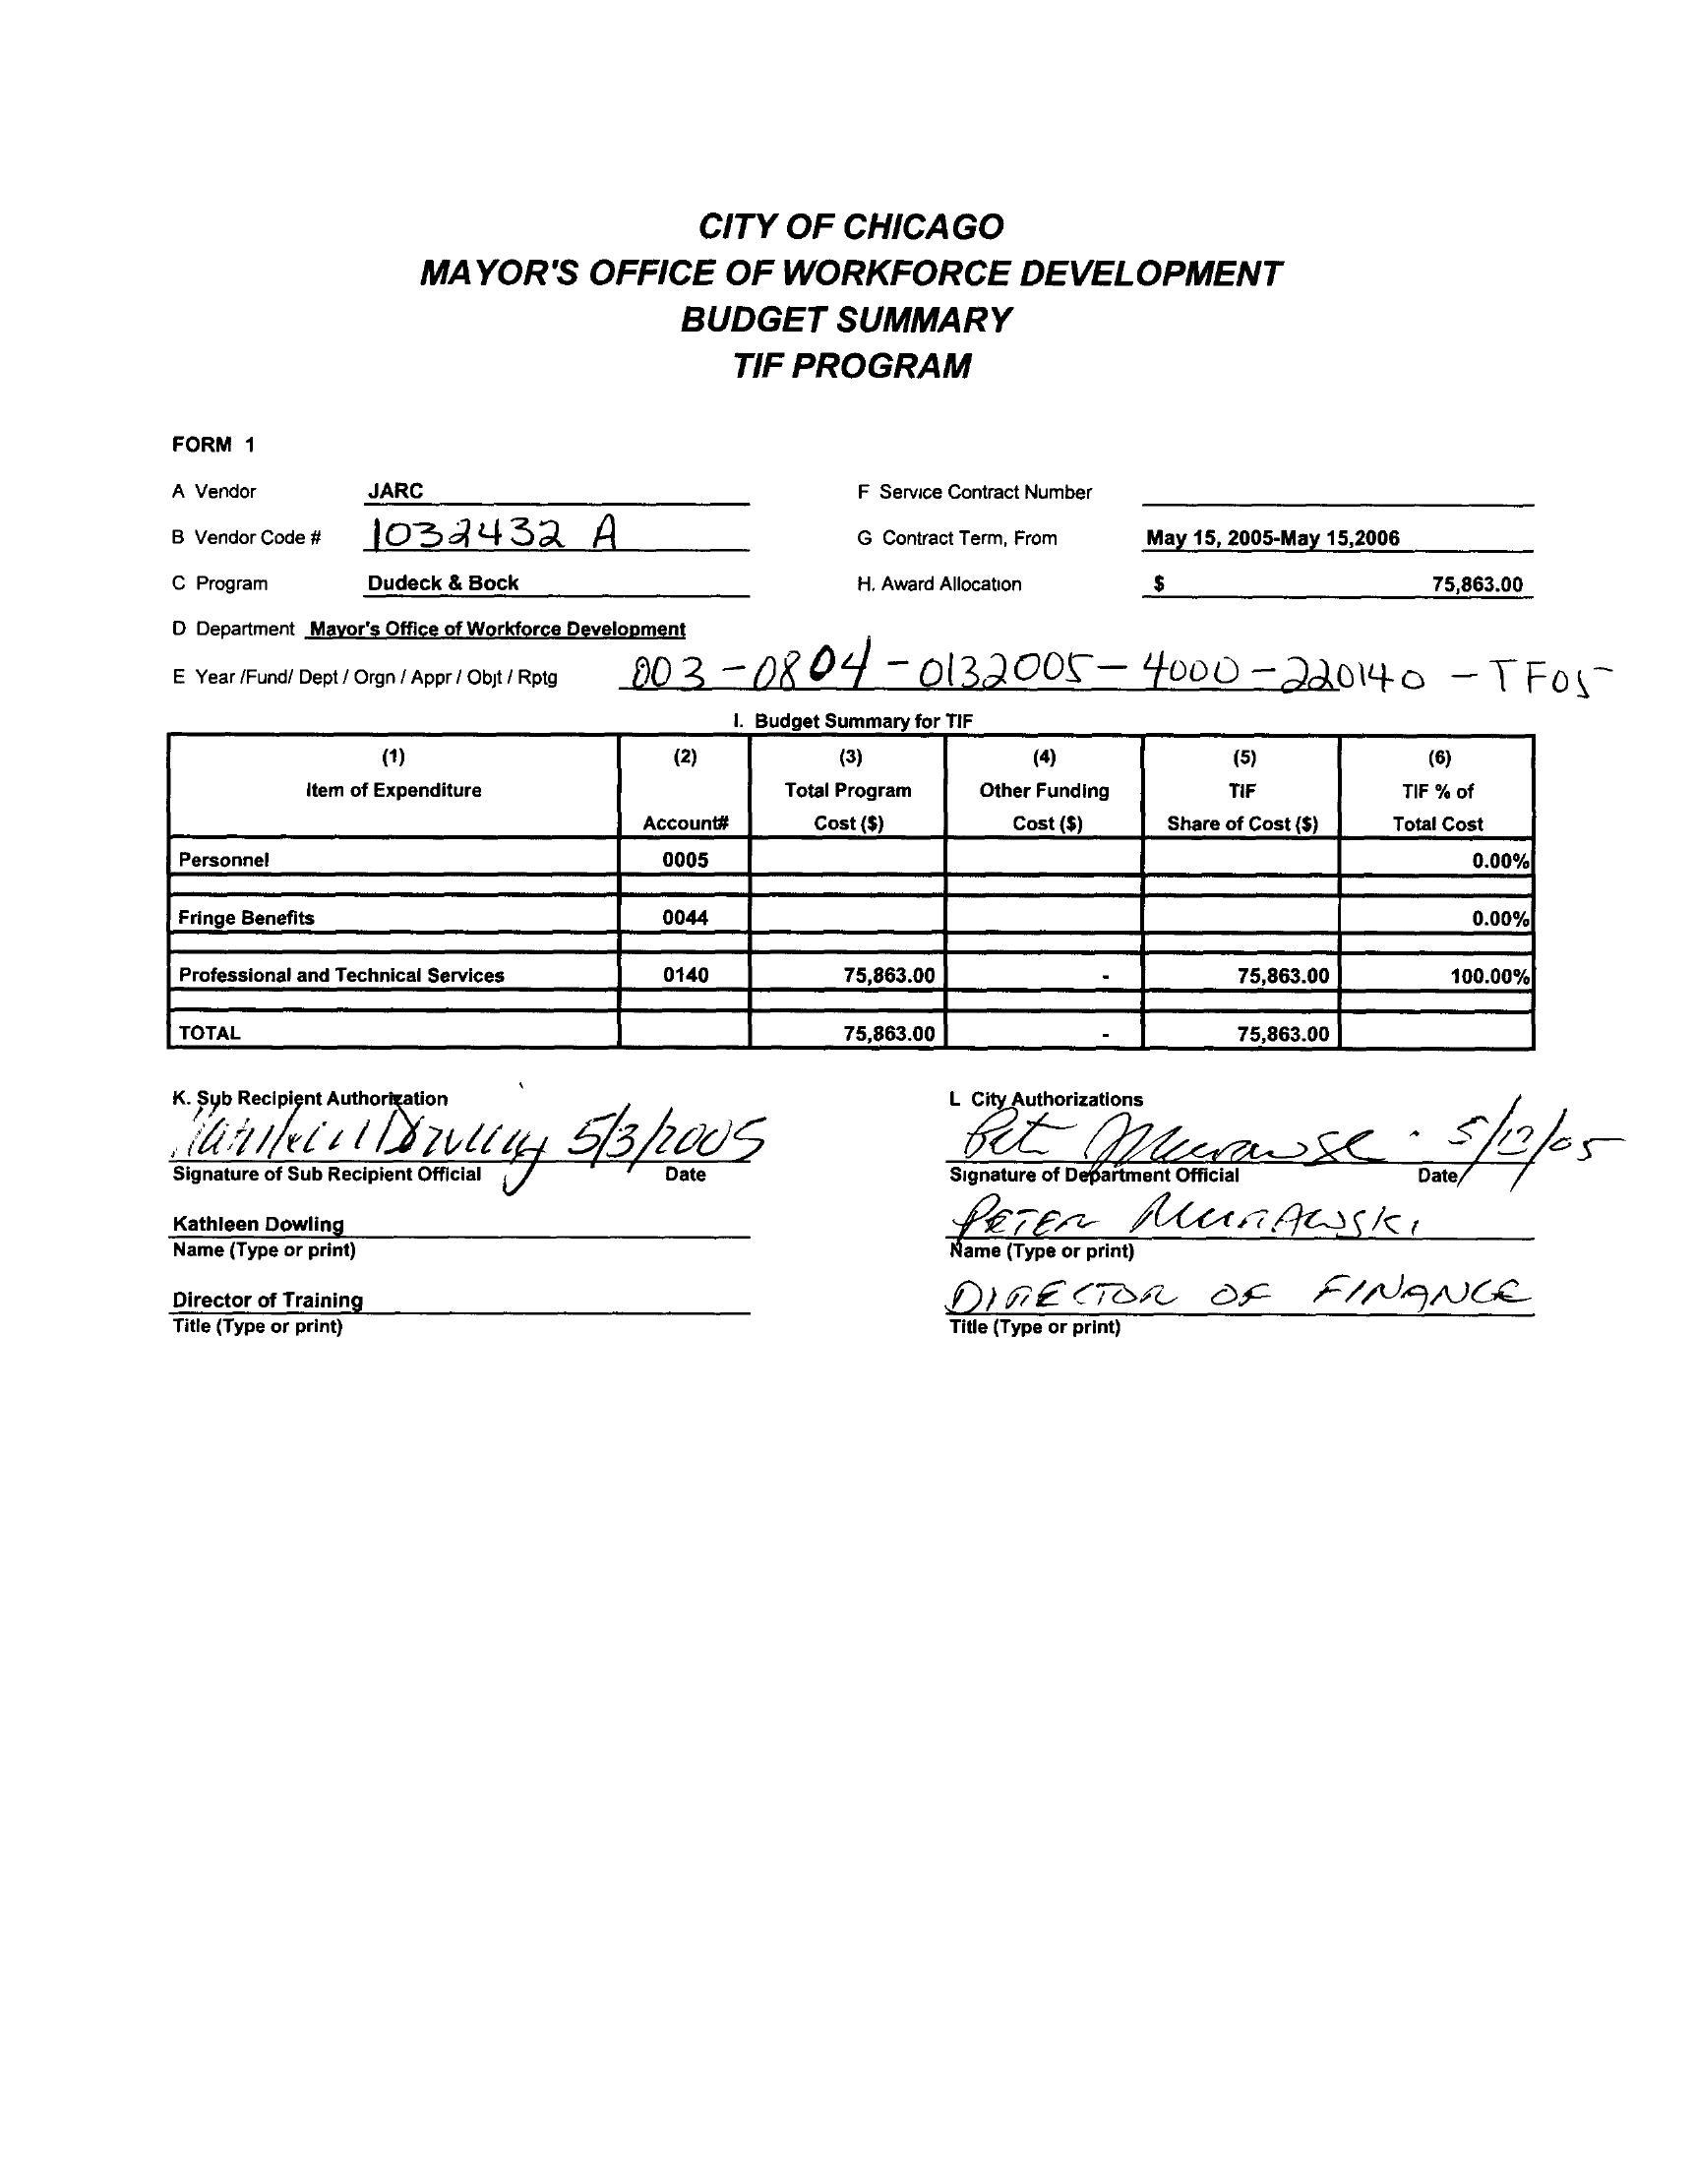 CITY OF CHICAGO
MAYOR'S OFFICE OF WORKFORCE DEVELOPMENT
BUDGET SUMMARY
TIF PROGRAM
FORM 1
A Vendor JARC F Service Contract Number
B Vendor Code # 1032432 A G Contract Term, From May 15, 2005-May 15,2006
C Program Dudeck & Bock H. Award Allocation $ 75,863.00
D Department Mayor's Office of Workforce Development
E Year /Fund/ Dept / Orgn / Appr / Objt / Rptg 003-0804-0132005-4000-220140-TF05
I. Budget Summary for TIF
(1) (2) (3) (4) (5) (6)
Item of Expenditure Total Program Other Funding TIF TIF % of
Account# Cost ($) Cost ($) Share of Cost ($) Total Cost
Personnel 0005 0.00%
Fringe Benefits 0044 0.00%
Professional and Technical Services 0140 75,863.00 - 75,863.00 100.00%
TOTAL 75,863.00 - 75,863.00
K. Sub Recipient Authorization L City Authorizations
Kathleen Dowling 5/3/2005 Pet Murawski 5/12/05
Signature of Sub Recipient Official Date Signature of Department Official Date
Kathleen Dowling PETER MURAWSKI
Name (Type or print) Name (Type or print)
Director of Training DIRECTOR OF FINANCE
Title (Type or print) Title (Type or print)